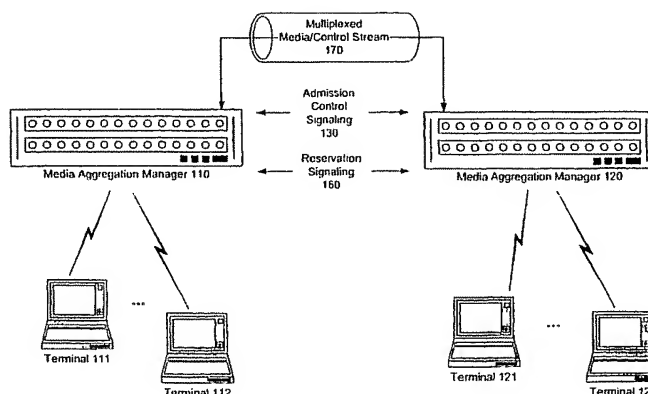 Multiplexed
Media/Control Stream
170
Admission
Control
Signaling
130
Reservation
Signaling
160
Media Aggregation Manager 110
Media Aggregation Manager 120
...
...
Terminal 111
Terminal 112
Terminal 121
Terminal